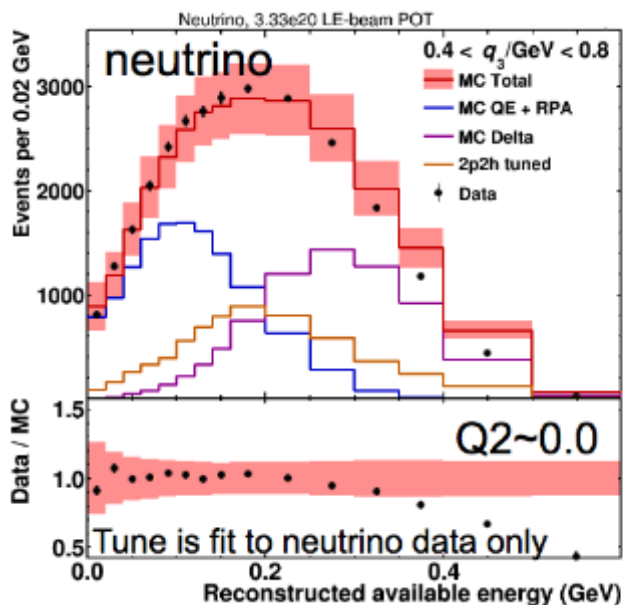 Neutrino, 3.33e20 LE-beam POT
neutrino
0.4 < q3/GeV < 0.8
MC Total
MC QE + RPA
MC Delta
2p2h tuned
Data
Events per 0.02 GeV
3000
2000
1000
Data / MC
1.5
1.0
0.5
Q2~0.0
Tune is fit to neutrino data only
0.0
0.2
0.4
Reconstructed available energy (GeV)